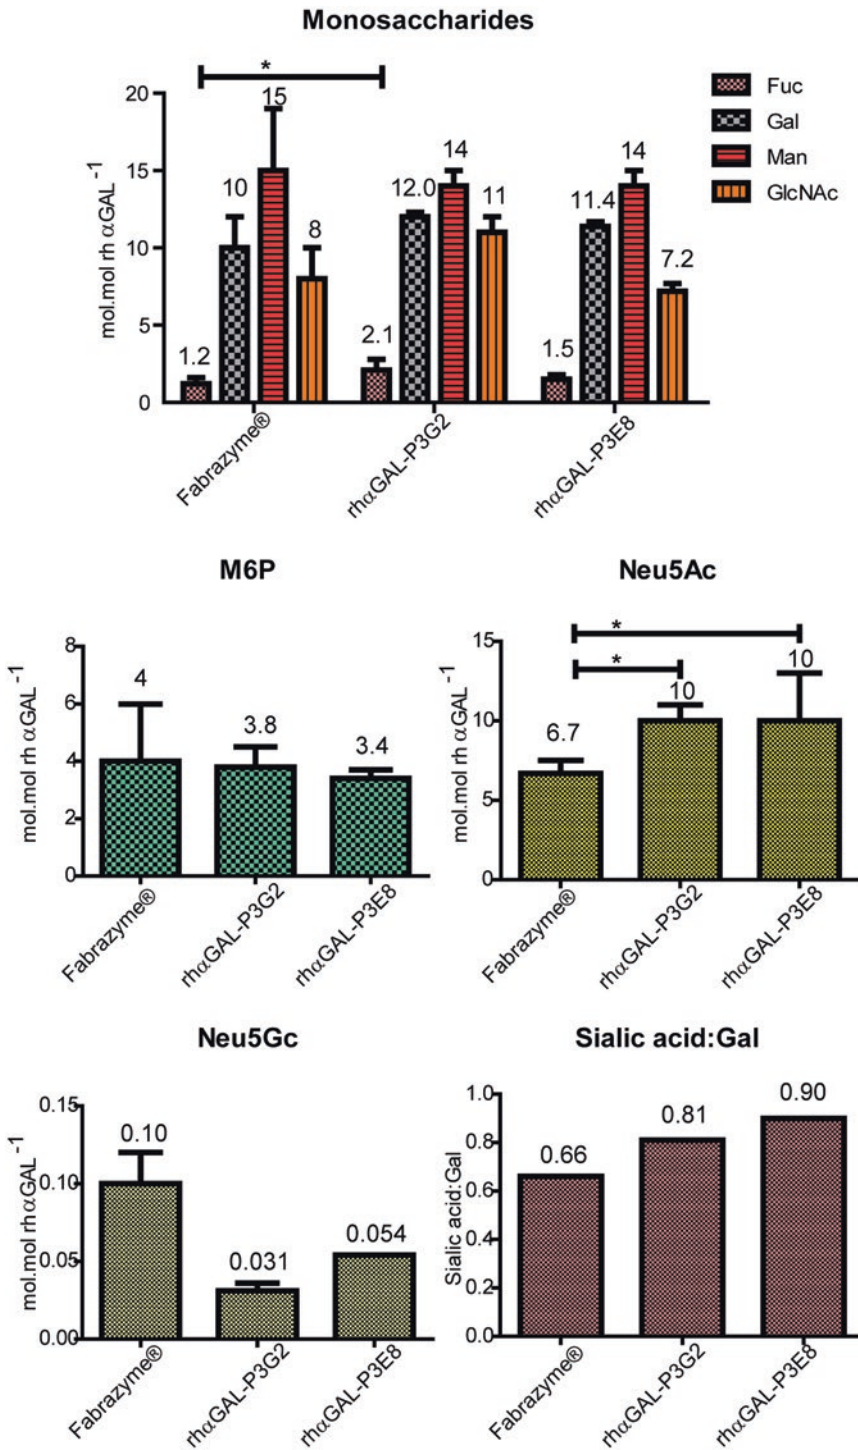 Monosaccharides
*
Fuc
Gal
Man
GlcNAc
mol.mol rh αGAL⁻¹
20
15
10
5
0
1.2
10
15
8
2.1
12.0
14
11
1.5
11.4
14
7.2
Fabrazyme®
rhαGAL-P3G2
rhαGAL-P3E8
M6P
mol.mol rh αGAL⁻¹
8
6
4
2
0
4
3.8
3.4
Fabrazyme®
rhαGAL-P3G2
rhαGAL-P3E8
Neu5Ac
mol.mol rh αGAL⁻¹
15
10
5
0
*
*
6.7
10
10
Fabrazyme®
rhαGAL-P3G2
rhαGAL-P3E8
Neu5Gc
mol.mol rh αGAL⁻¹
0.15
0.10
0.05
0.00
0.10
0.031
0.054
Fabrazyme®
rhαGAL-P3G2
rhαGAL-P3E8
Sialic acid:Gal
Sialic acid:Gal
1.0
0.8
0.6
0.4
0.2
0.0
0.66
0.81
0.90
Fabrazyme®
rhαGAL-P3G2
rhαGAL-P3E8